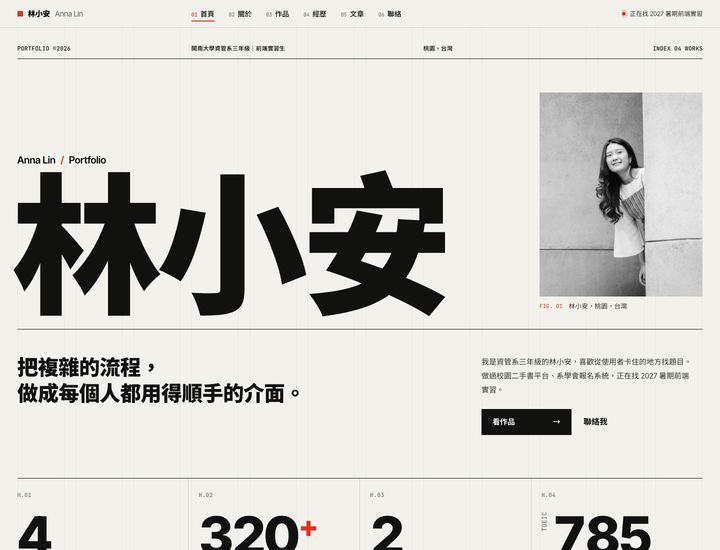 林小安 Anna Lin
01 首頁 02 關於 03 作品 04 經歷 05 文章 06 聯絡
正在找 2027 暑期前端實習
PORTFOLIO ©2026
開南大學資管系三年級｜前端實習生
桃園，台灣
INDEX 04 WORKS
Anna Lin / Portfolio
林小安
FIG. 01 林小安，桃園，台灣
把複雜的流程，
做成每個人都用得順手的介面。
我是資管系三年級的林小安，喜歡從使用者卡住的地方找題目。
做過校園二手書平台、系學會報名系統，正在找 2027 暑期前端
實習。
看作品 →
聯絡我
H.01
4
H.02
320+
H.03
2
H.04
TOEIC
785